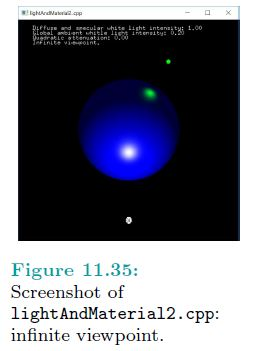 lightAndMaterial2.cpp
Diffuse and specular white light intensity: 1.00
Global ambient while light intensity: 0.20
Quadratic attenuation: 0.00
Infinite viewpoint.
Figure 11.35:
Screenshot of
lightAndMaterial2.cpp:
infinite viewpoint.